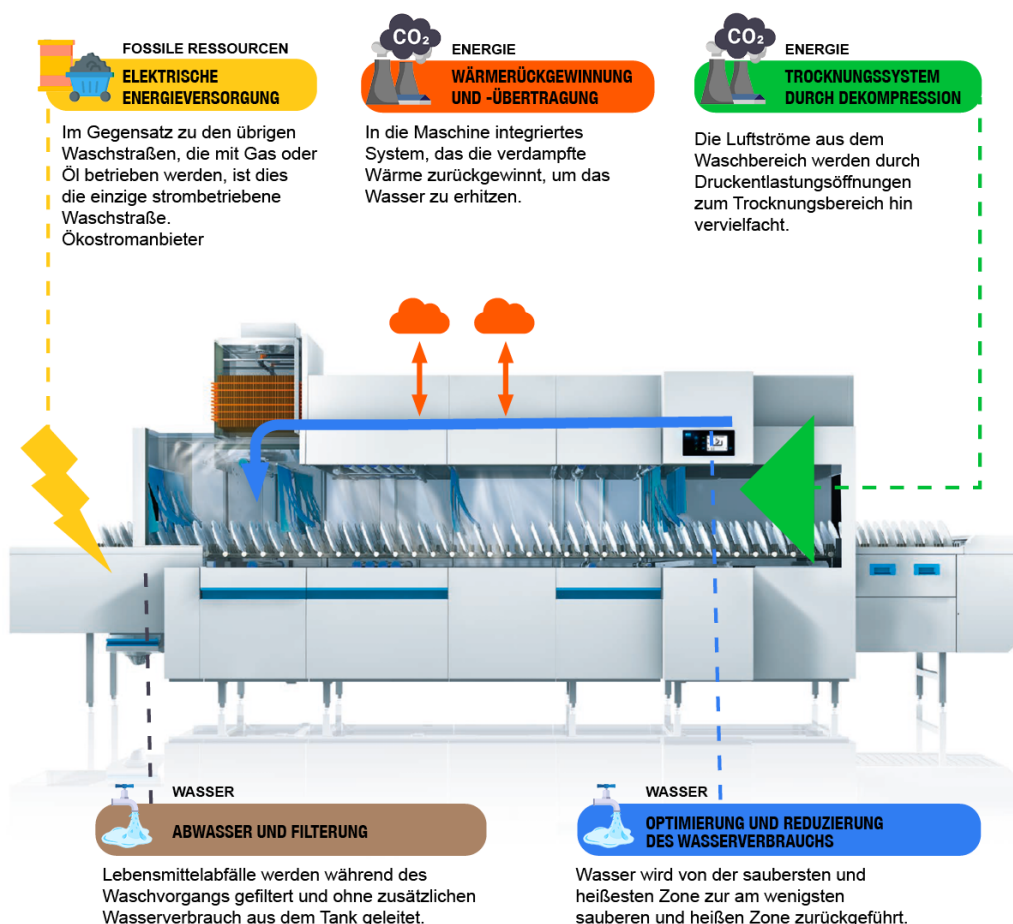 FOSSILE RESSOURCEN
ELEKTRISCHE
ENERGIEVERSORGUNG
Im Gegensatz zu den übrigen
Waschstraßen, die mit Gas oder
Öl betrieben werden, ist dies
die einzige strombetriebene
Waschstraße.
Ökostromanbieter
CO₂
ENERGIE
WÄRMERÜCKGEWINNUNG
UND -ÜBERTRAGUNG
In die Maschine integriertes
System, das die verdampfte
Wärme zurückgewinnt, um das
Wasser zu erhitzen.
CO₂
ENERGIE
TROCKNUNGSSYSTEM
DURCH DEKOMPRESSION
Die Luftströme aus dem
Waschbereich werden durch
Druckentlastungsöffnungen
zum Trocknungsbereich hin
vervielfacht.
WASSER
ABWASSER UND FILTERUNG
Lebensmittelabfälle werden während des
Waschvorgangs gefiltert und ohne zusätzlichen
Wasserverbrauch aus dem Tank geleitet.
WASSER
OPTIMIERUNG UND REDUZIERUNG
DES WASSERVERBRAUCHS
Wasser wird von der saubersten und
heißesten Zone zur am wenigsten
sauberen und heißen Zone zurückgeführt.